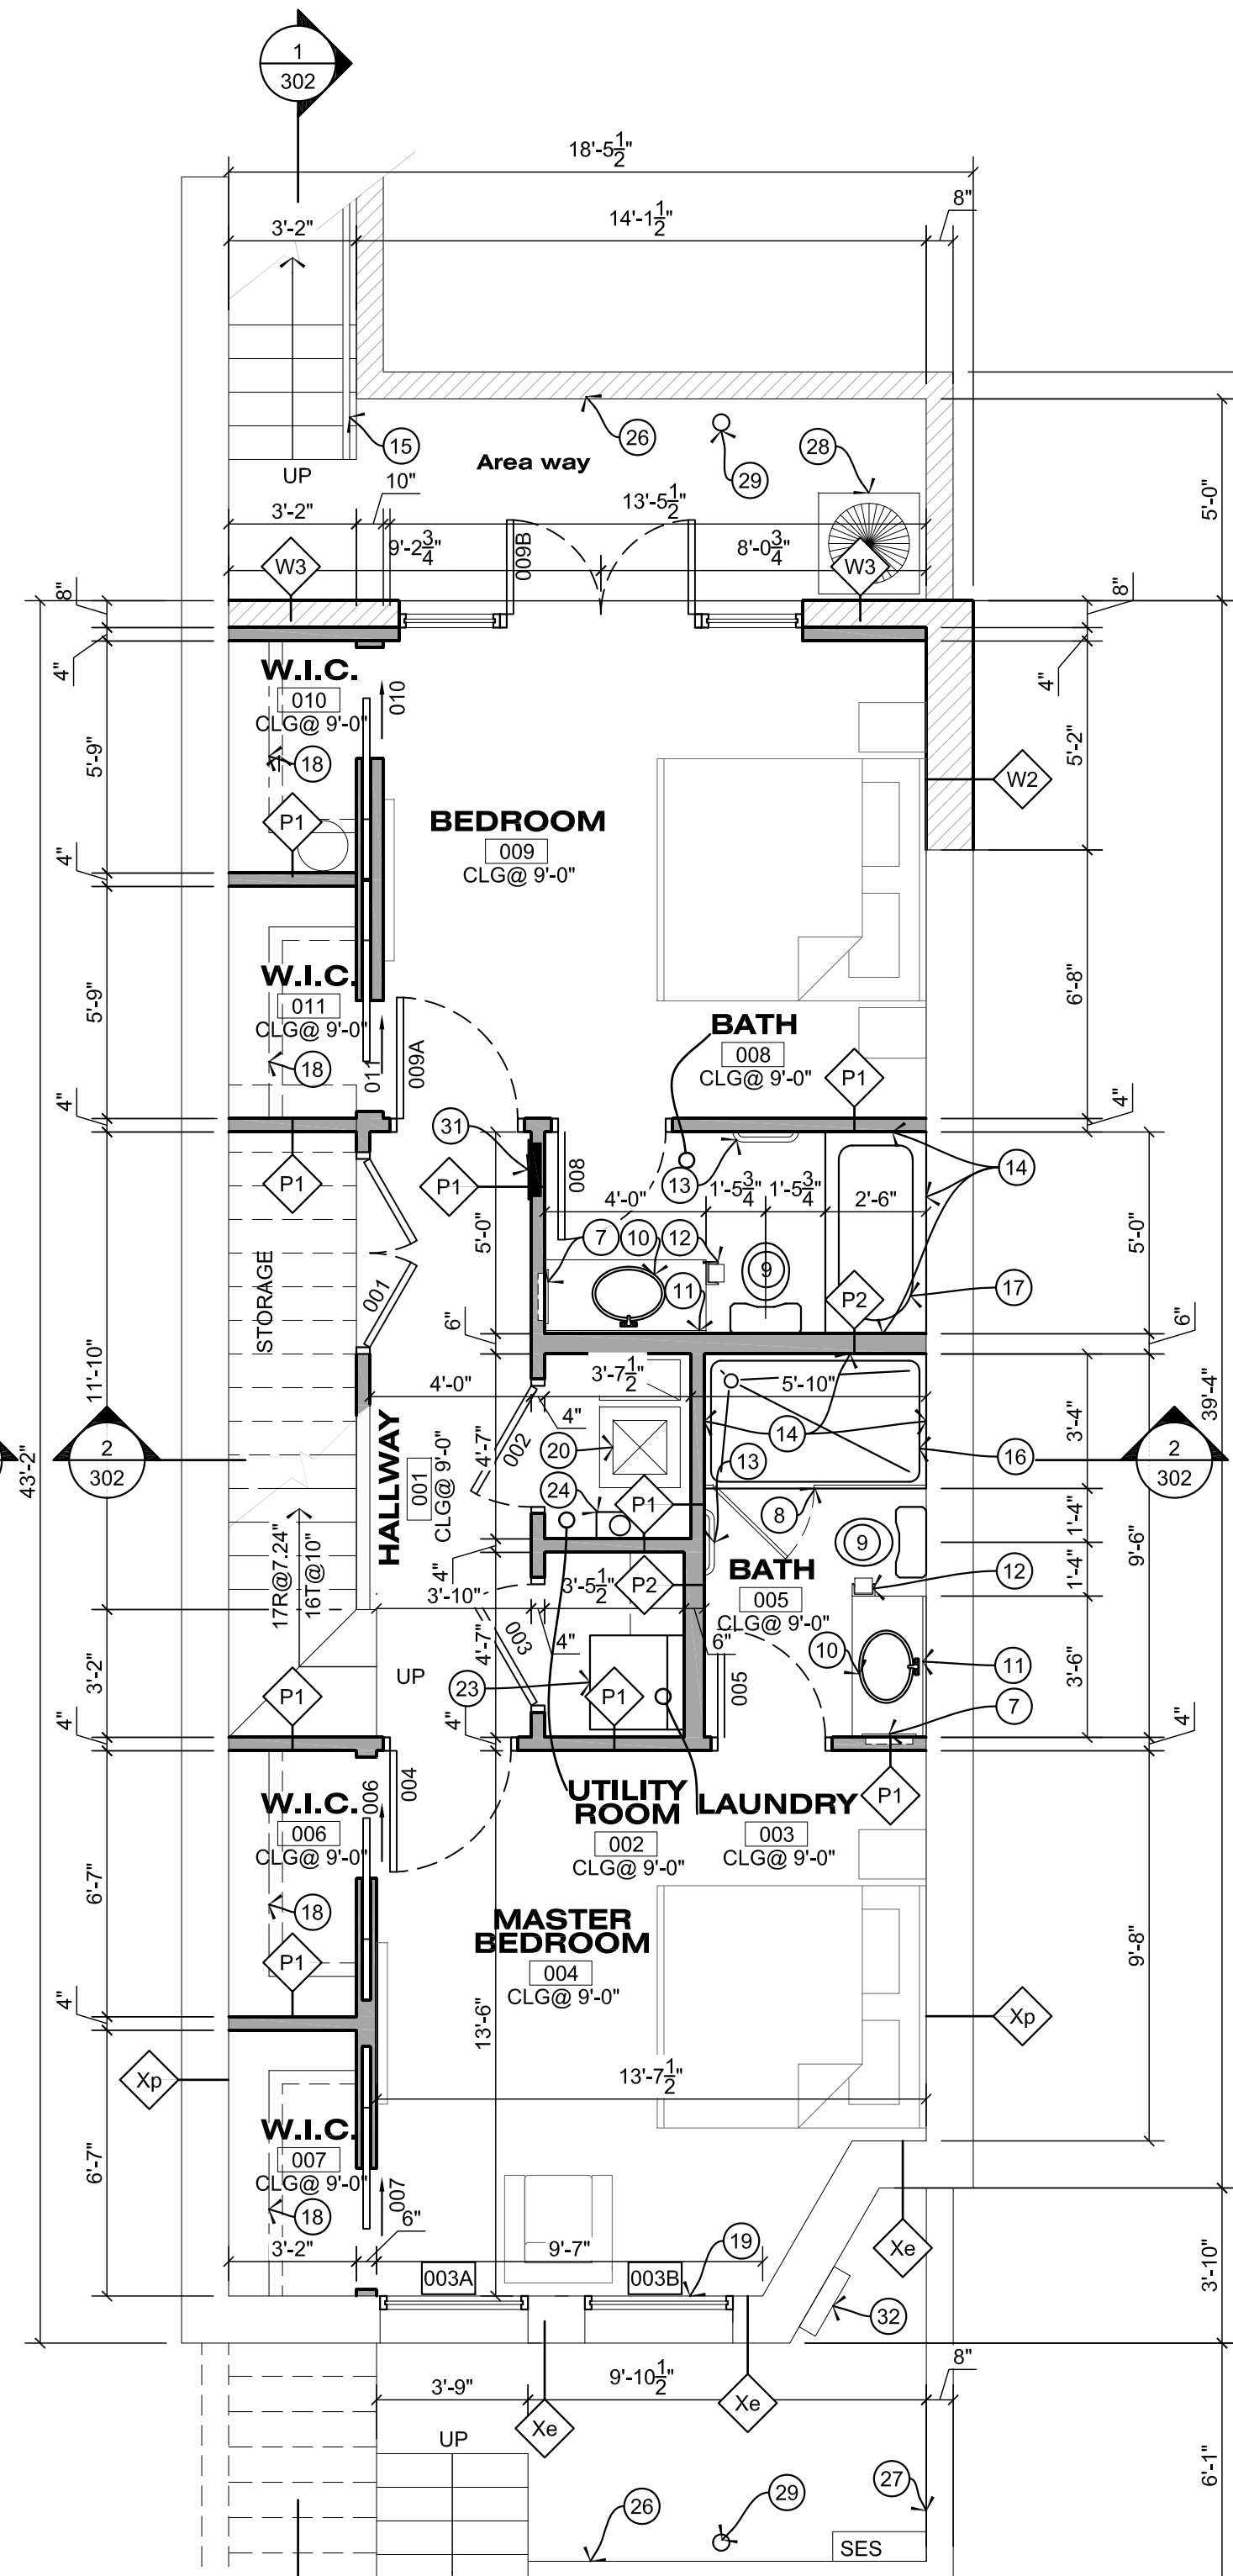 1
302
18'-5 1/2"
8"
3'-2"
14'-1 1/2"
15
26
29
28
Area way
UP
10"
3'-2"
13'-5 1/2"
5'-0"
9'-2 3/4"
009B
8'-0 3/4"
W3
W3
8"
8"
4"
4"
W.I.C.
010
CLG@ 9'-0"
010
18
5'-9"
5'-2"
W2
P1
BEDROOM
009
CLG@ 9'-0"
4"
W.I.C.
011
CLG@ 9'-0"
011
18
5'-9"
009A
6'-8"
BATH
008
CLG@ 9'-0"
P1
4"
4"
31
P1
P1
008
13
14
4'-0"
1'-5 3/4"
1'-5 3/4"
2'-6"
5'-0"
5'-0"
7
10
12
9
11
P2
17
001
STORAGE
6"
6"
11'-10"
39'-4"
43'-2"
4'-0"
3'-7 1/2"
5'-10"
4"
2
302
HALLWAY
001
CLG@ 9'-0"
4'-7"
002
20
14
13
16
3'-4"
2
302
24
P1
8
1'-4"
9'-6"
17R@7.24"
16T@10"
4"
3'-10"
3'-5 1/2"
P2
BATH
005
CLG@ 9'-0"
9
12
1'-4"
003
4"
6"
4'-7"
UP
3'-2"
23
P1
005
10
11
3'-6"
7
P1
4"
4"
4"
P1
004
006
W.I.C.
006
CLG@ 9'-0"
UTILITY
ROOM
002
CLG@ 9'-0"
LAUNDRY
003
CLG@ 9'-0"
6'-7"
18
P1
MASTER
BEDROOM
004
CLG@ 9'-0"
9'-8"
4"
13'-6"
Xp
Xp
13'-7 1/2"
W.I.C.
007
CLG@ 9'-0"
6'-7"
18
007
6"
3'-2"
9'-7"
19
003A
003B
Xe
32
3'-10"
3'-9"
9'-10 1/2"
8"
Xe
Xe
UP
26
29
27
SES
6'-1"